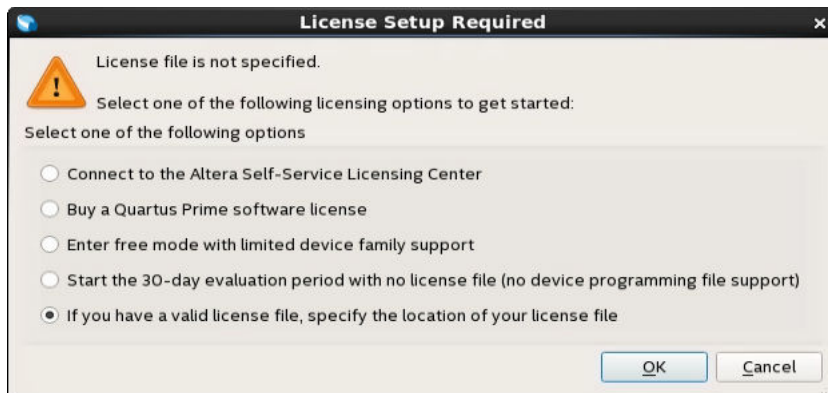 License Setup Required
License file is not specified.
Select one of the following licensing options to get started:
Select one of the following options
Connect to the Altera Self-Service Licensing Center
Buy a Quartus Prime software license
Enter free mode with limited device family support
Start the 30-day evaluation period with no license file (no device programming file support)
If you have a valid license file, specify the location of your license file
OK Cancel